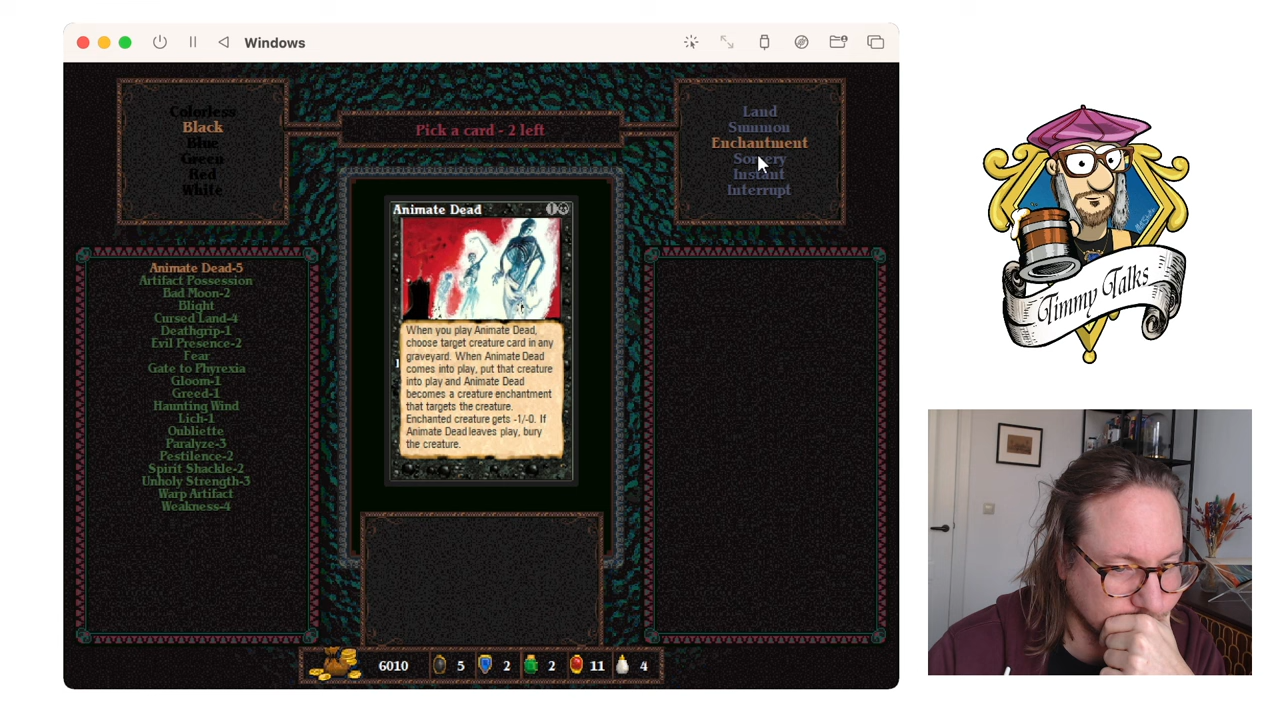 Windows
Colorless
Black
Blue
Green
Red
White
Pick a card - 2 left
Land
Summon
Enchantment
Sorcery
Instant
Interrupt
Animate Dead-5
Artifact Possession
Bad Moon-2
Blight
Cursed Land-4
Deathgrip-1
Evil Presence-2
Fear
Gate to Phyrexia
Gloom-1
Greed-1
Haunting Wind
Lich-1
Oubliette
Paralyze-3
Pestilence-2
Spirit Shackle-2
Unholy Strength-3
Warp Artifact
Weakness-4
Animate Dead 1
When you play Animate Dead,
choose target creature card in any
graveyard. When Animate Dead
comes into play, put that creature
into play and Animate Dead
becomes a creature enchantment
that targets the creature.
Enchanted creature gets -1/-0. If
Animate Dead leaves play, bury
the creature.
6010 5 2 2 11 4
Timmy Talks